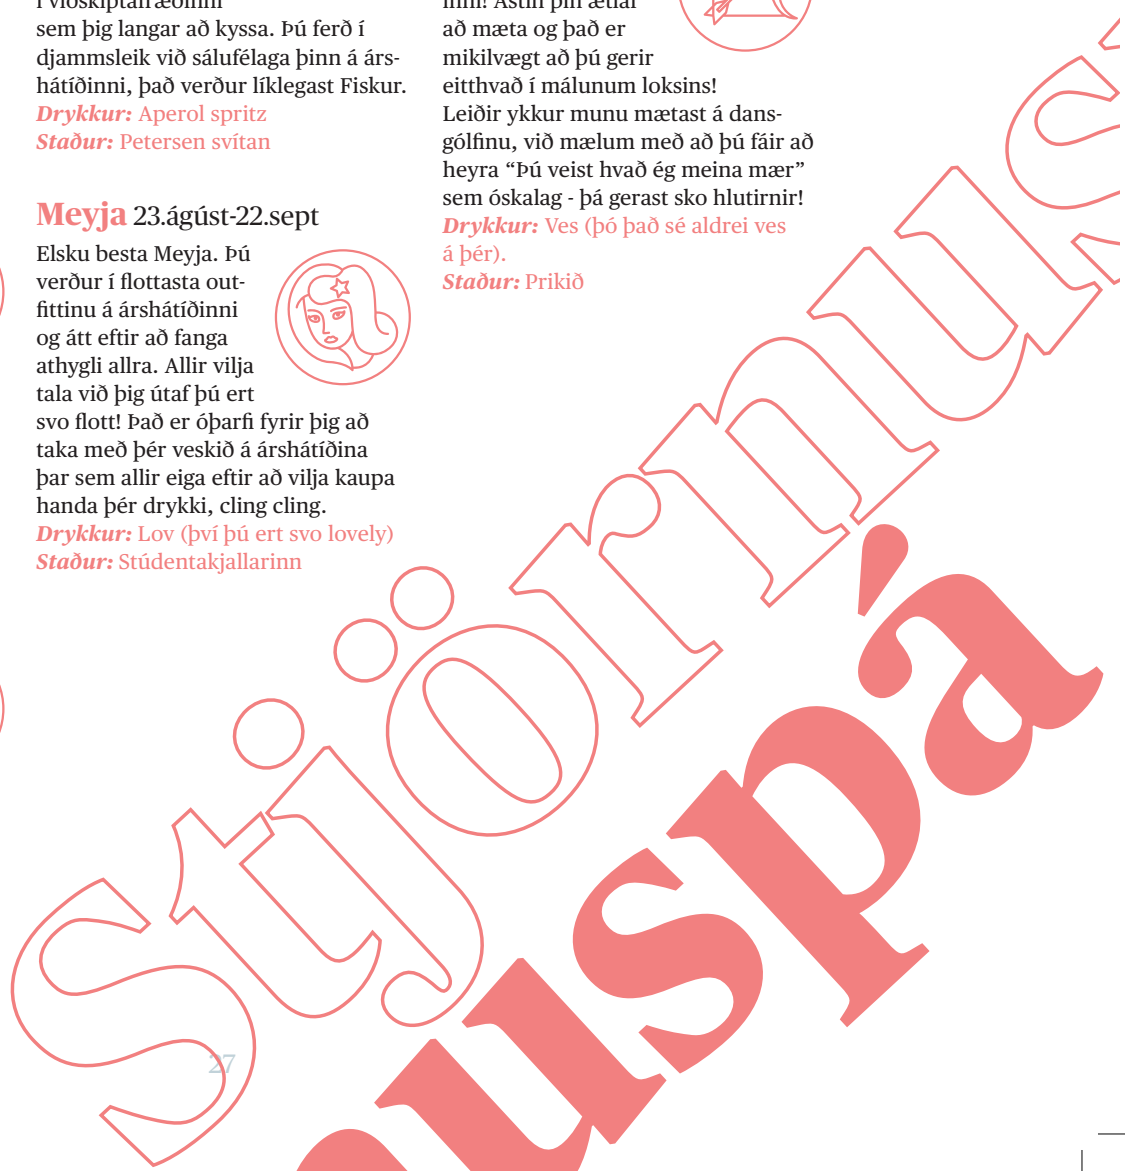 í viðskiptafræðinni
sem þig langar að kyssa. Þú ferð í
djammsleik við sálufélaga þinn á árs-
hátíðinni, það verður líklegast Fiskur.
Drykkur: Aperol spritz
Staður: Petersen svítan
Meyja 23.ágúst-22.sept
Elsku besta Meyja. Þú
verður í flottasta out-
fittinu á árshátíðinni
og átt eftir að fanga
athygli allra. Allir vilja
tala við þig útaf þú ert
svo flott! Það er óþarfi fyrir þig að
taka með þér veskið á árshátíðina
þar sem allir eiga eftir að vilja kaupa
handa þér drykki, cling cling.
Drykkur: Lov (því þú ert svo lovely)
Staður: Stúdentakjallarinn
inni! Ástin þín ætlar
að mæta og það er
mikilvægt að þú gerir
eitthvað í málunum loksins!
Leiðir ykkur munu mætast á dans-
gólfinu, við mælum með að þú fáir að
heyra “Þú veist hvað ég meina mær”
sem óskalag - þá gerast sko hlutirnir!
Drykkur: Ves (þó það sé aldrei ves
á þér).
Staður: Prikið
Stjörnus
uspá
27